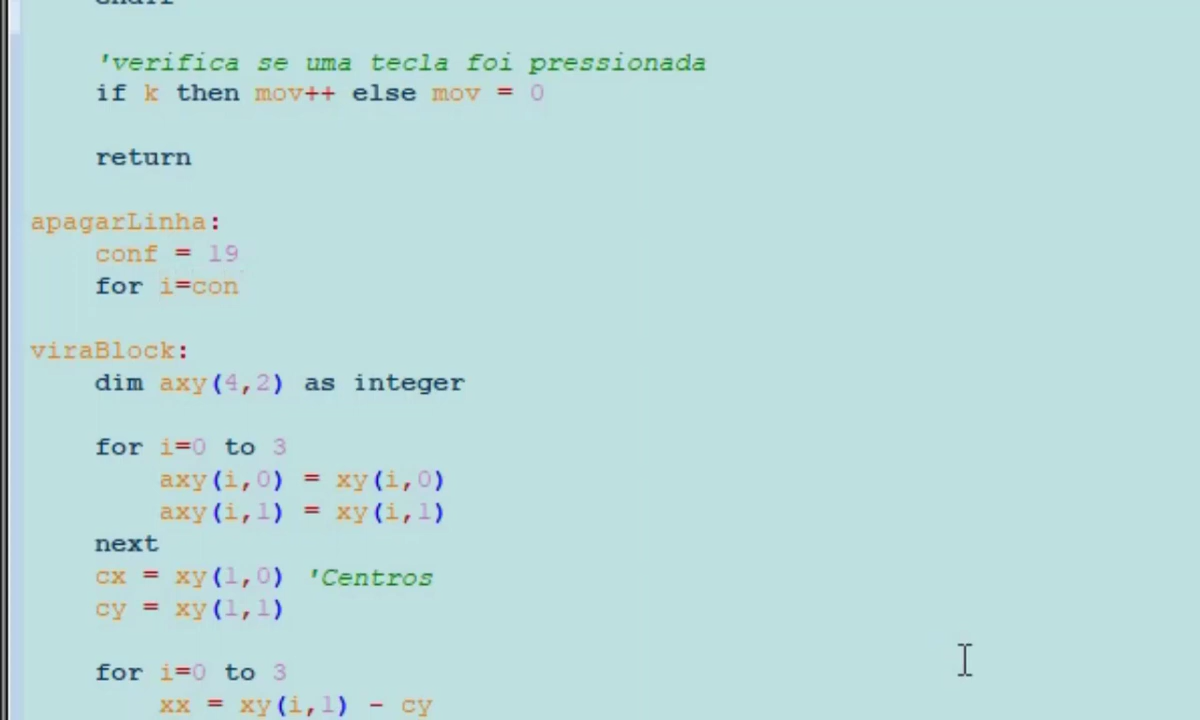 endif
'verifica se uma tecla foi pressionada
if k then mov++ else mov = 0
return
apagarLinha:
conf = 19
for i=con
viraBlock:
dim axy(4,2) as integer
for i=0 to 3
axy(i,0) = xy(i,0)
axy(i,1) = xy(i,1)
next
cx = xy(1,0) 'Centros
cy = xy(1,1)
for i=0 to 3
xx = xy(i,1) - cy